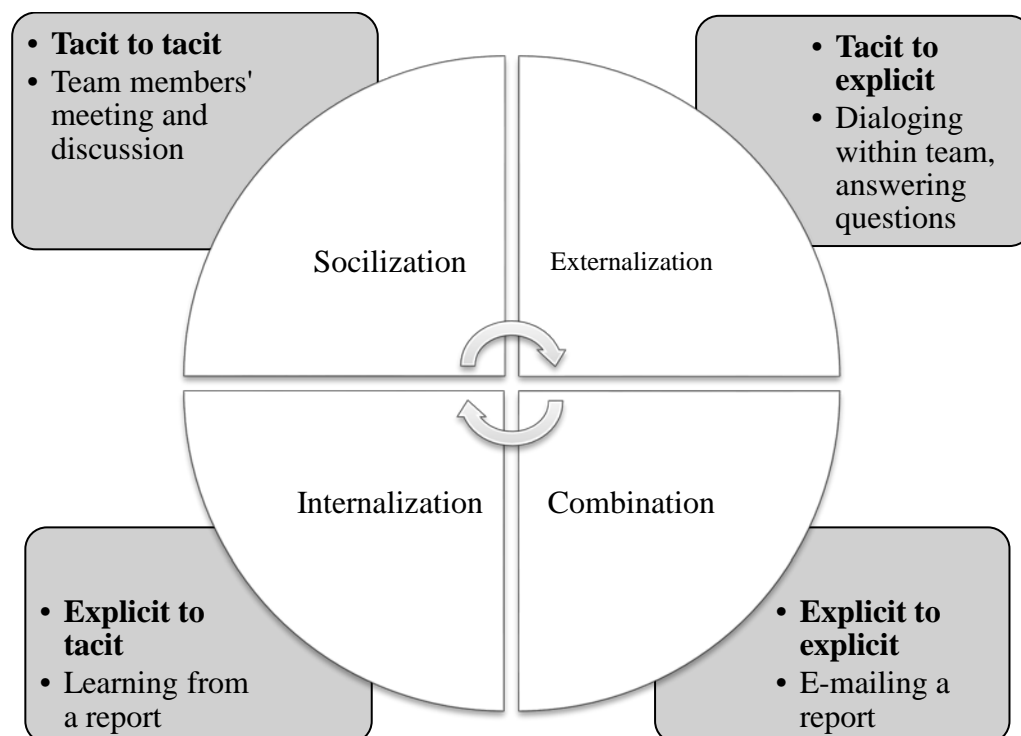 • Tacit to tacit
• Team members'
meeting and
discussion
• Tacit to
explicit
• Dialoging
within team,
answering
questions
Socilization
Externalization
Internalization
Combination
• Explicit to
tacit
• Learning from
a report
• Explicit to
explicit
• E-mailing a
report